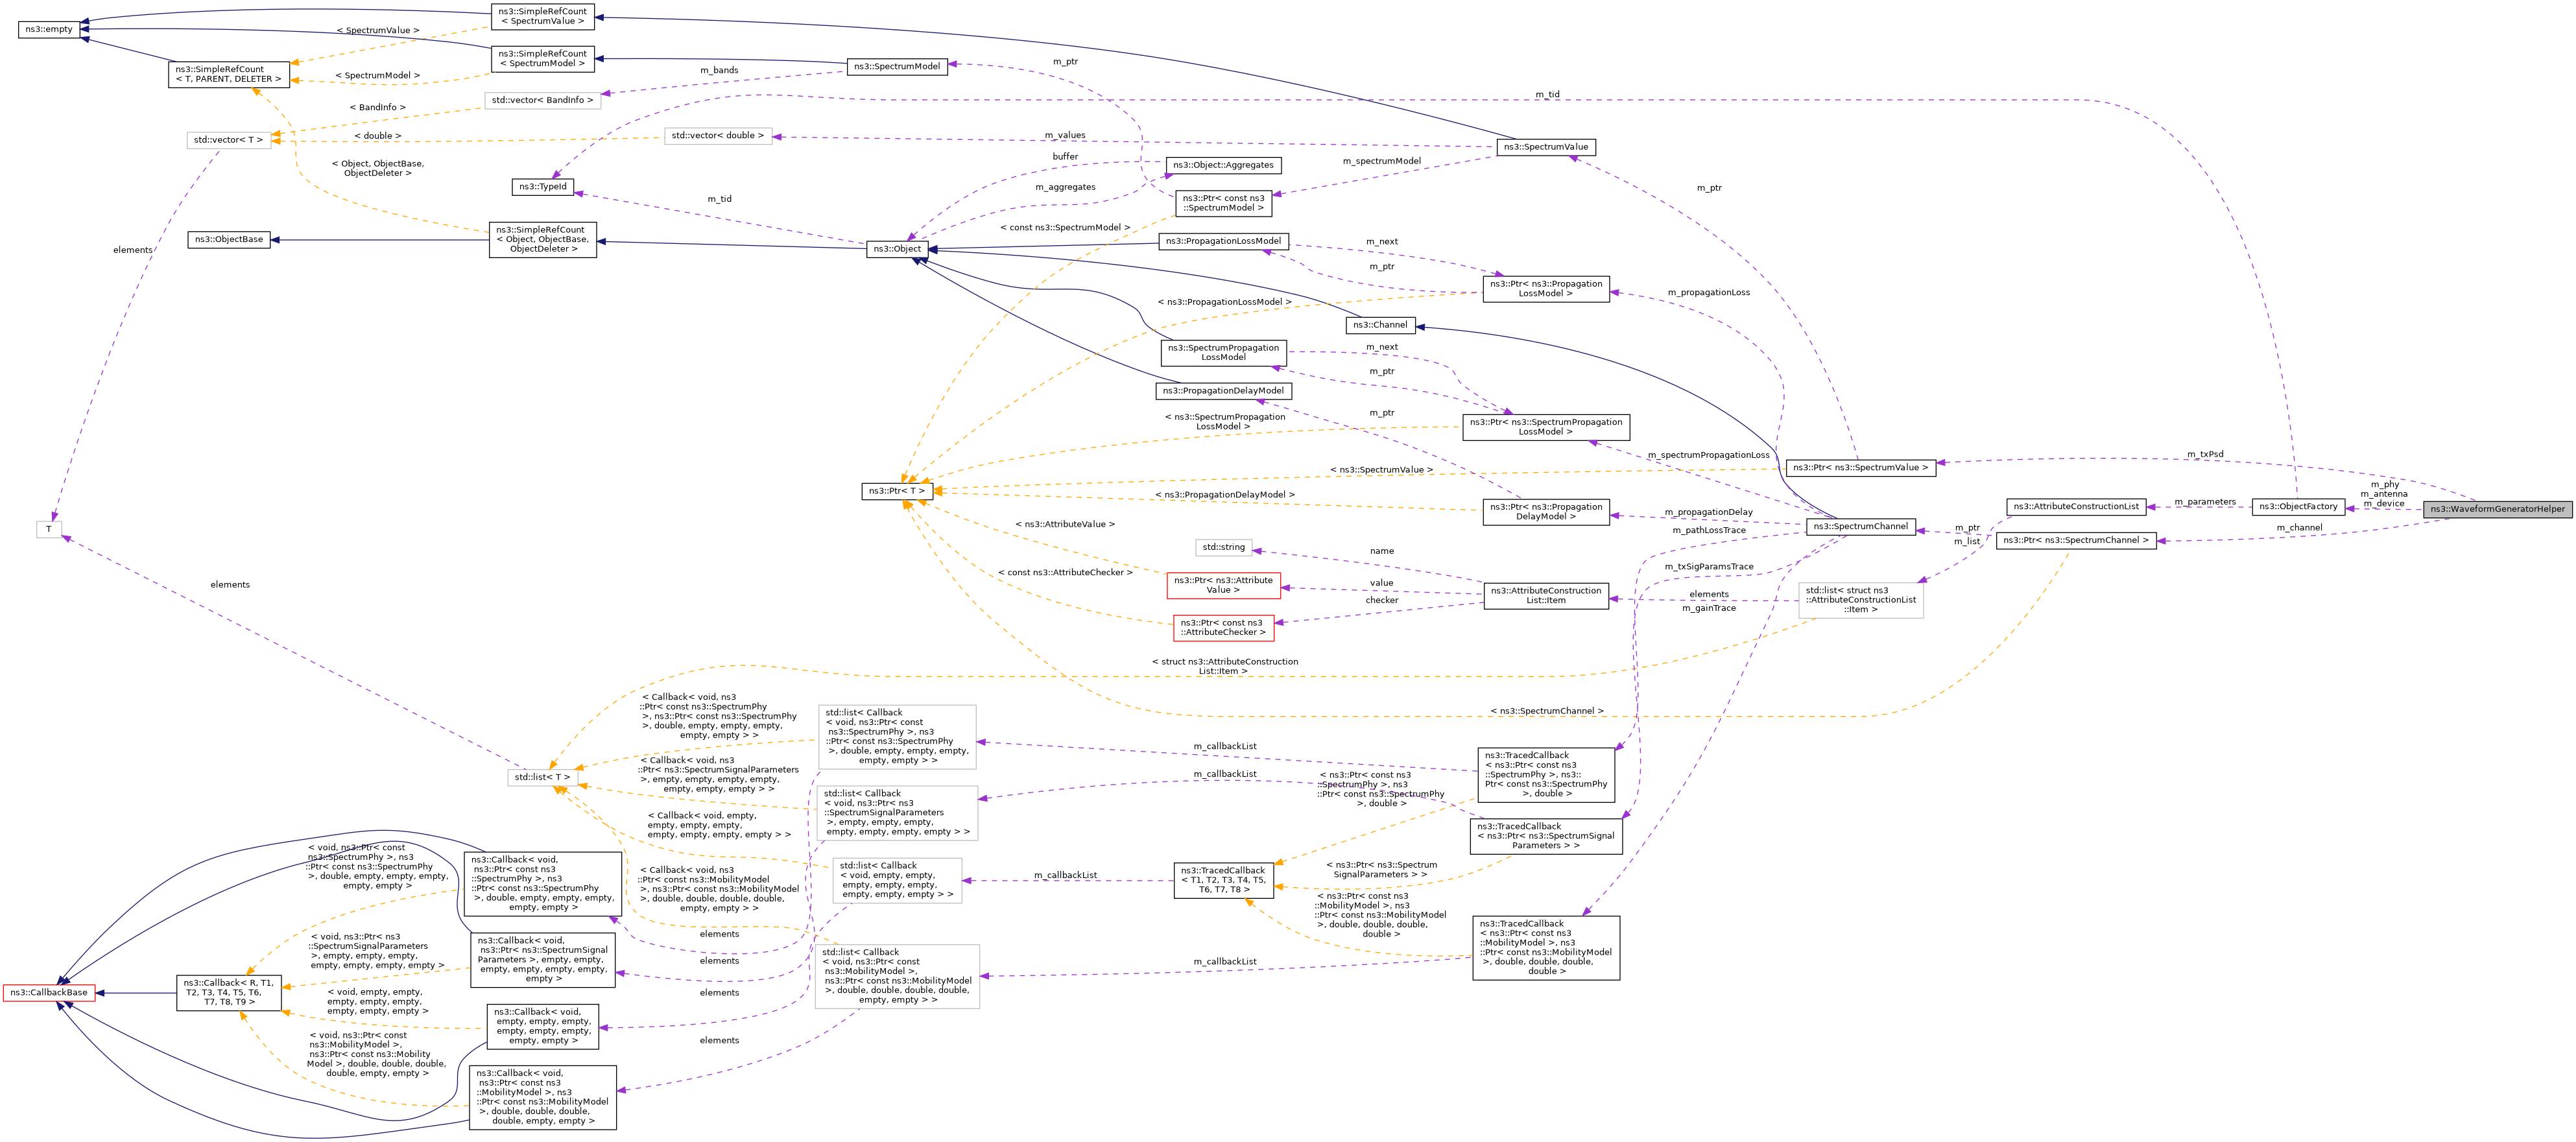 ns3::empty
ns3::SimpleRefCount
< SpectrumValue >
< SpectrumValue >
ns3::SimpleRefCount
< SpectrumModel >
ns3::SimpleRefCount
< T, PARENT, DELETER >
< SpectrumModel >
m_bands
ns3::SpectrumModel
m_ptr
std::vector< BandInfo >
< BandInfo >
m_tid
std::vector< T >
< double >
std::vector< double >
m_values
ns3::SpectrumValue
< Object, ObjectBase,
ObjectDeleter >
buffer
ns3::Object::Aggregates
m_spectrumModel
ns3::TypeId
m_tid
m_aggregates
ns3::Ptr< const ns3
::SpectrumModel >
m_ptr
elements
ns3::ObjectBase
ns3::SimpleRefCount
< Object, ObjectBase,
ObjectDeleter >
ns3::Object
< const ns3::SpectrumModel >
ns3::PropagationLossModel
m_next
m_ptr
ns3::Ptr< ns3::Propagation
LossModel >
m_propagationLoss
< ns3::PropagationLossModel >
ns3::Channel
ns3::SpectrumPropagation
LossModel
m_next
m_ptr
ns3::PropagationDelayModel
< ns3::SpectrumPropagation
LossModel >
m_ptr
ns3::Ptr< ns3::SpectrumPropagation
LossModel >
m_spectrumPropagationLoss
< ns3::SpectrumValue >
ns3::Ptr< ns3::SpectrumValue >
m_txPsd
ns3::Ptr< T >
< ns3::PropagationDelayModel >
ns3::Ptr< ns3::Propagation
DelayModel >
m_propagationDelay
m_pathLossTrace
ns3::SpectrumChannel
m_ptr
m_list
ns3::AttributeConstructionList
m_parameters
ns3::ObjectFactory
m_phy
m_antenna
m_device
ns3::WaveformGeneratorHelper
m_channel
ns3::Ptr< ns3::SpectrumChannel >
T
< ns3::AttributeValue >
std::string
name
m_txSigParamsTrace
< const ns3::AttributeChecker >
ns3::Ptr< ns3::Attribute
Value >
value
checker
ns3::AttributeConstruction
List::Item
elements
m_gainTrace
std::list< struct ns3
::AttributeConstructionList
::Item >
ns3::Ptr< const ns3
::AttributeChecker >
elements
< struct ns3::AttributeConstruction
List::Item >
< ns3::SpectrumChannel >
< Callback< void, ns3
::Ptr< const ns3::SpectrumPhy
>, ns3::Ptr< const ns3::SpectrumPhy
>, double, empty, empty, empty,
empty, empty > >
std::list< Callback
< void, ns3::Ptr< const
ns3::SpectrumPhy >, ns3
::Ptr< const ns3::SpectrumPhy
>, double, empty, empty, empty,
empty, empty > >
m_callbackList
std::list< T >
< Callback< void, ns3
::Ptr< ns3::SpectrumSignalParameters
>, empty, empty, empty, empty,
empty, empty, empty > >
m_callbackList
ns3::TracedCallback
< ns3::Ptr< const ns3
::SpectrumPhy >, ns3::
Ptr< const ns3::SpectrumPhy
>, double >
< ns3::Ptr< const ns3
::SpectrumPhy >, ns3
::Ptr< const ns3::SpectrumPhy
>, double >
std::list< Callback
< void, ns3::Ptr< ns3
::SpectrumSignalParameters
>, empty, empty, empty,
empty, empty, empty, empty > >
< Callback< void, empty,
empty, empty, empty,
empty, empty, empty, empty > >
ns3::TracedCallback
< ns3::Ptr< ns3::SpectrumSignal
Parameters > >
< void, ns3::Ptr< const
ns3::SpectrumPhy >, ns3
::Ptr< const ns3::SpectrumPhy
>, double, empty, empty, empty,
empty, empty >
ns3::Callback< void,
ns3::Ptr< const ns3
::SpectrumPhy >, ns3
::Ptr< const ns3::SpectrumPhy
>, double, empty, empty, empty,
empty, empty >
< Callback< void, ns3
::Ptr< const ns3::MobilityModel
>, ns3::Ptr< const ns3::MobilityModel
>, double, double, double, double,
empty, empty > >
std::list< Callback
< void, empty, empty,
empty, empty, empty,
empty, empty, empty > >
m_callbackList
ns3::TracedCallback
< T1, T2, T3, T4, T5,
T6, T7, T8 >
< ns3::Ptr< ns3::Spectrum
SignalParameters > >
< ns3::Ptr< const ns3
::MobilityModel >, ns3
::Ptr< const ns3::MobilityModel
>, double, double, double,
double >
ns3::TracedCallback
< ns3::Ptr< const ns3
::MobilityModel >, ns3
::Ptr< const ns3::MobilityModel
>, double, double, double,
double >
m_callbackList
std::list< Callback
< void, ns3::Ptr< const
ns3::MobilityModel >,
ns3::Ptr< const ns3::MobilityModel
>, double, double, double, double,
empty, empty > >
elements
elements
elements
elements
< void, ns3::Ptr< ns3
::SpectrumSignalParameters
>, empty, empty, empty,
empty, empty, empty, empty >
ns3::Callback< void,
ns3::Ptr< ns3::SpectrumSignal
Parameters >, empty, empty,
empty, empty, empty, empty,
empty >
ns3::CallbackBase
ns3::Callback< R, T1,
T2, T3, T4, T5, T6,
T7, T8, T9 >
< void, empty, empty,
empty, empty, empty,
empty, empty, empty >
ns3::Callback< void,
empty, empty, empty,
empty, empty, empty,
empty, empty >
< void, ns3::Ptr< const
ns3::MobilityModel >,
ns3::Ptr< const ns3::Mobility
Model >, double, double, double,
double, empty, empty >
ns3::Callback< void,
ns3::Ptr< const ns3
::MobilityModel >, ns3
::Ptr< const ns3::MobilityModel
>, double, double, double,
double, empty, empty >